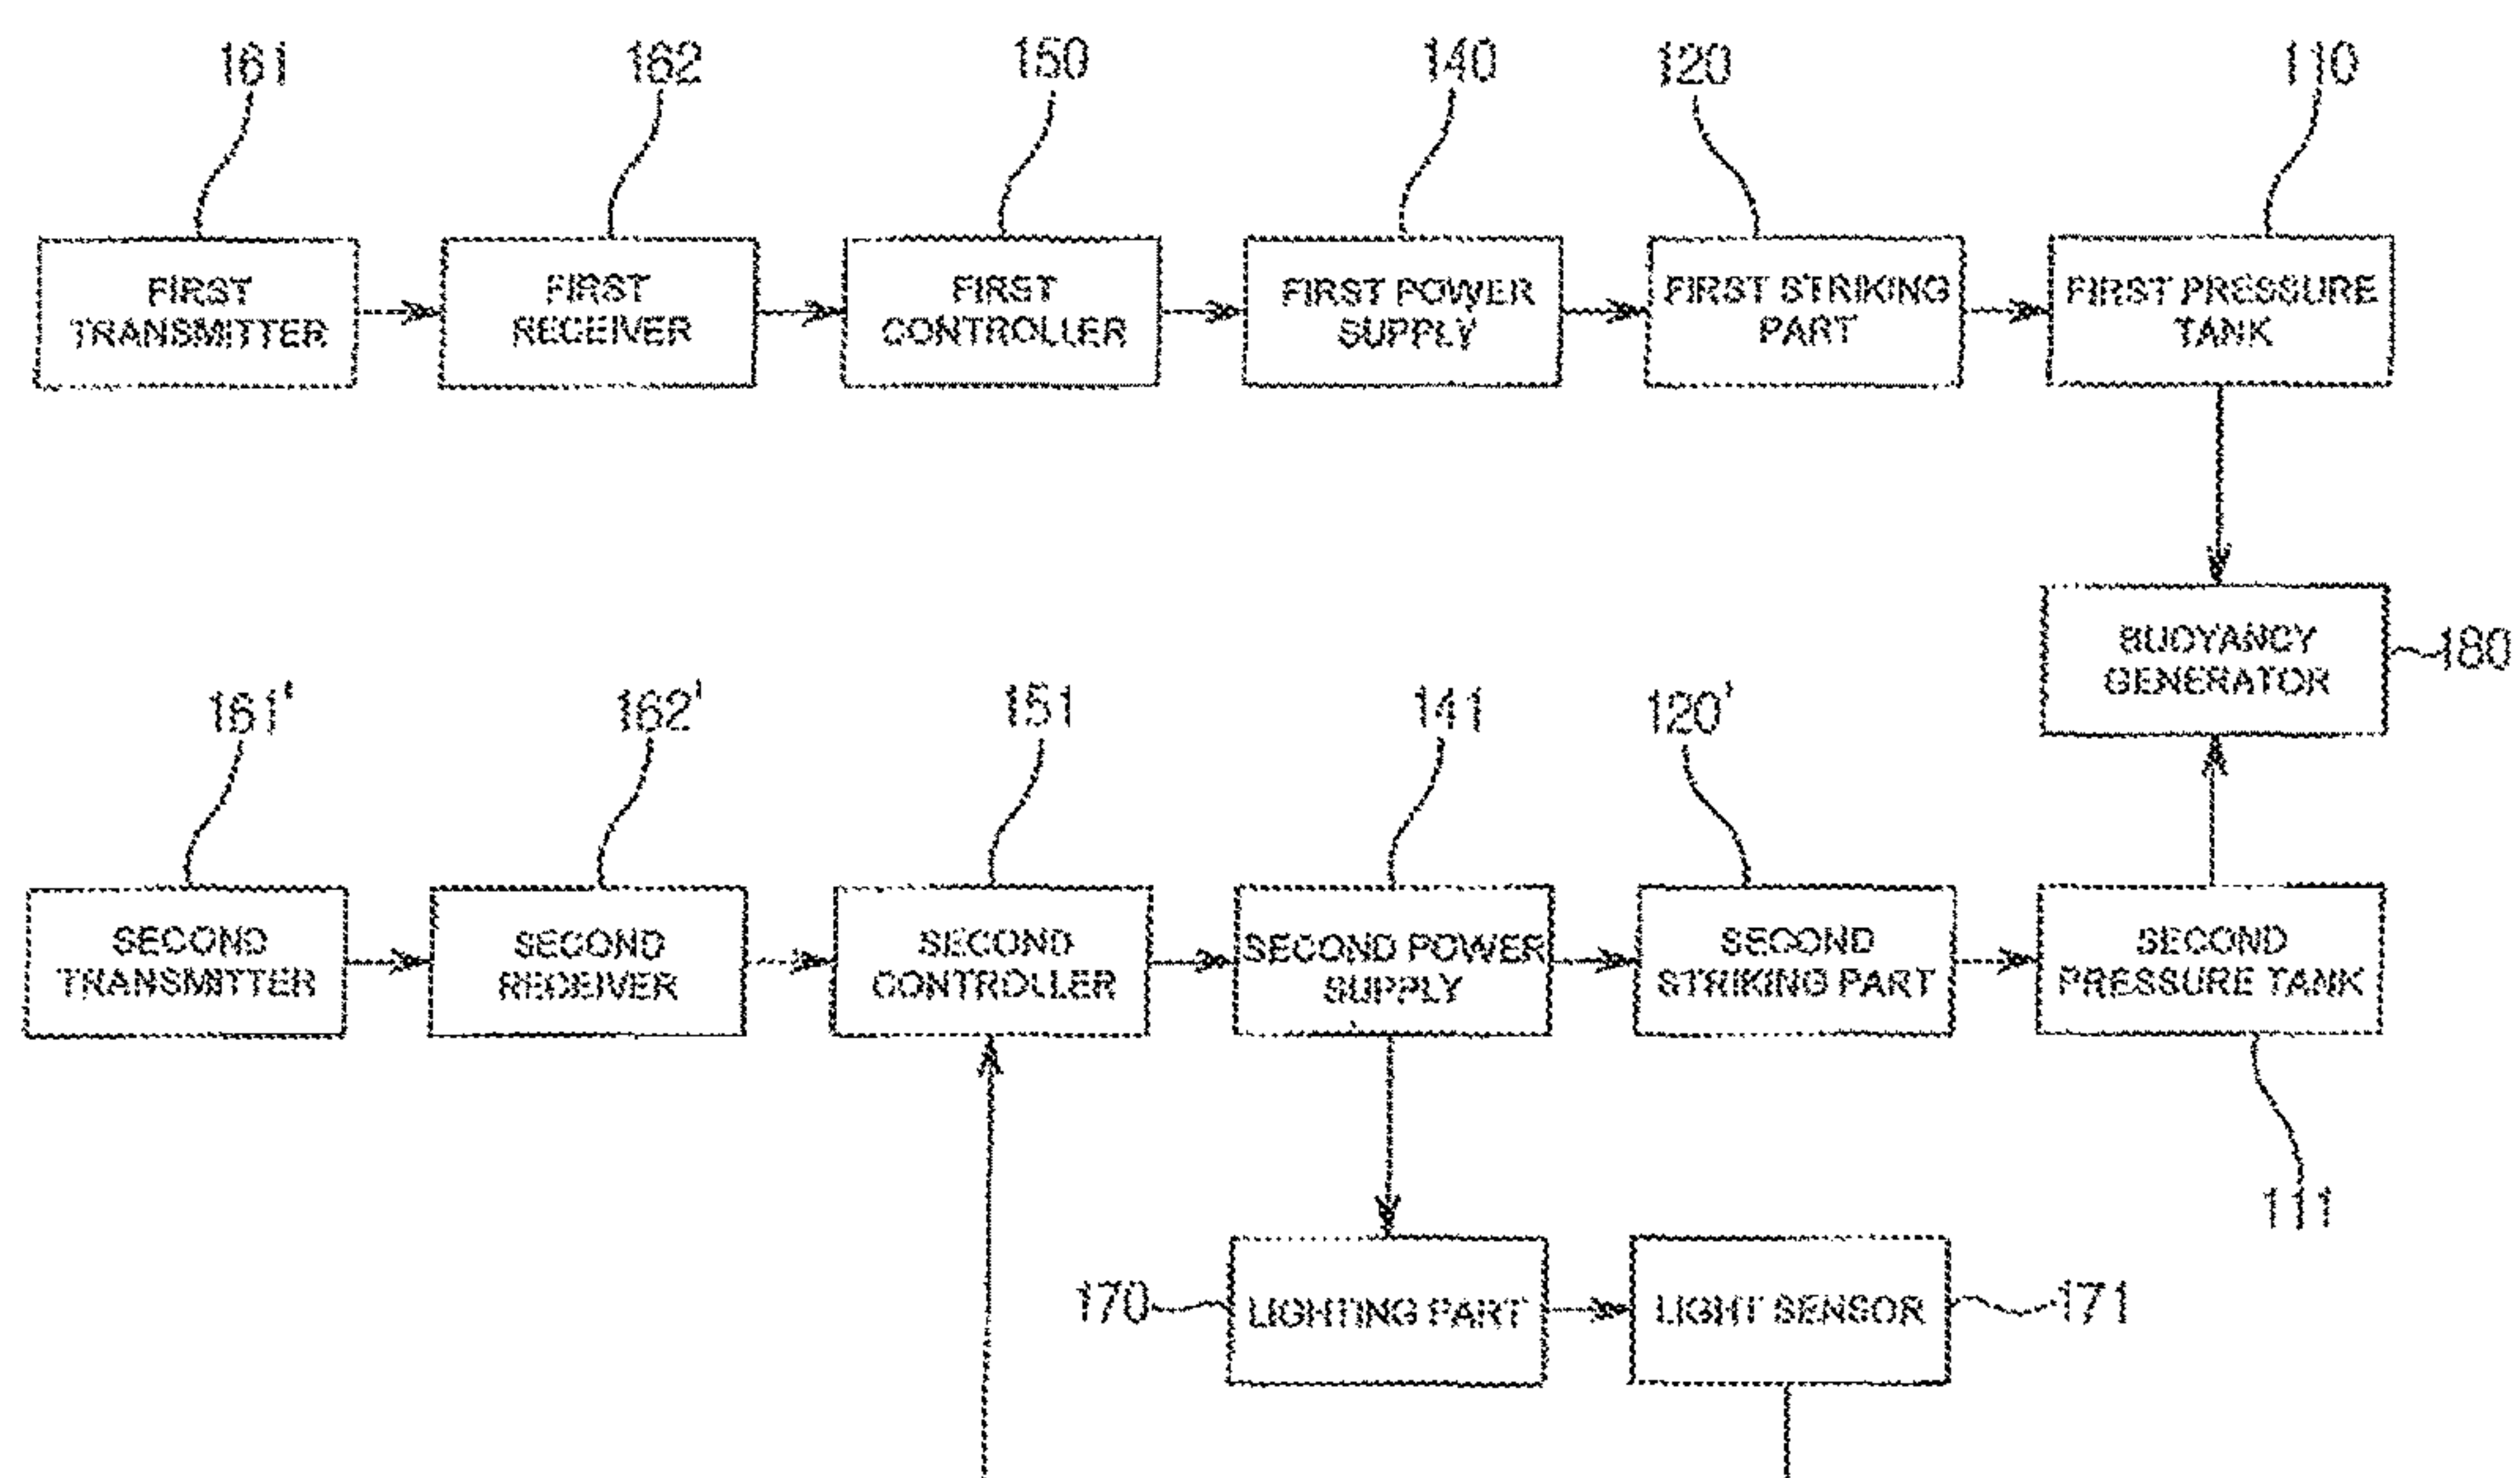 161
162
150
140
120
110
FIRST
TRANSMITTER
FIRST
RECEIVER
FIRST
CONTROLLER
FIRST POWER
SUPPLY
FIRST STRIKING
PART
FIRST PRESSURE
TANK
BUOYANCY
GENERATOR
180
161'
162'
151
141
120'
SECOND
TRANSMITTER
SECOND
RECEIVER
SECOND
CONTROLLER
SECOND POWER
SUPPLY
SECOND
STRIKING PART
SECOND
PRESSURE TANK
111
170
LIGHTING PART
LIGHT SENSOR
171